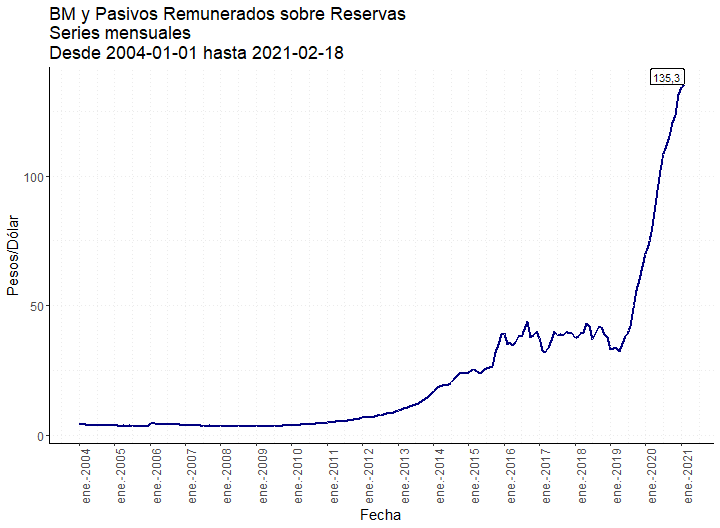 BM y Pasivos Remunerados sobre Reservas
Series mensuales
Desde 2004-01-01 hasta 2021-02-18
135,3
100
50
0
Pesos/Dólar
ene.-2004
ene.-2005
ene.-2006
ene.-2007
ene.-2008
ene.-2009
ene.-2010
ene.-2011
ene.-2012
ene.-2013
ene.-2014
ene.-2015
ene.-2016
ene.-2017
ene.-2018
ene.-2019
ene.-2020
ene.-2021
Fecha